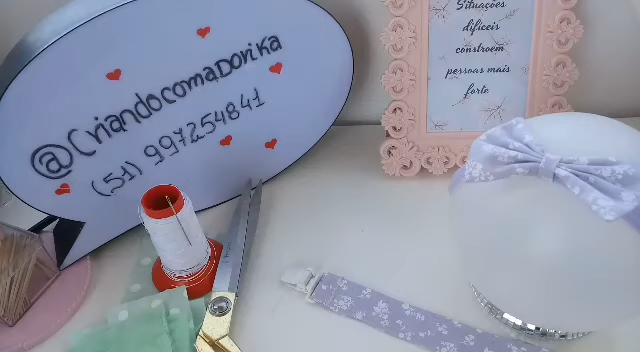 @CriandocomaDorika
(51) 997254841
Situações
difíceis
constroem
pessoas mais
forte